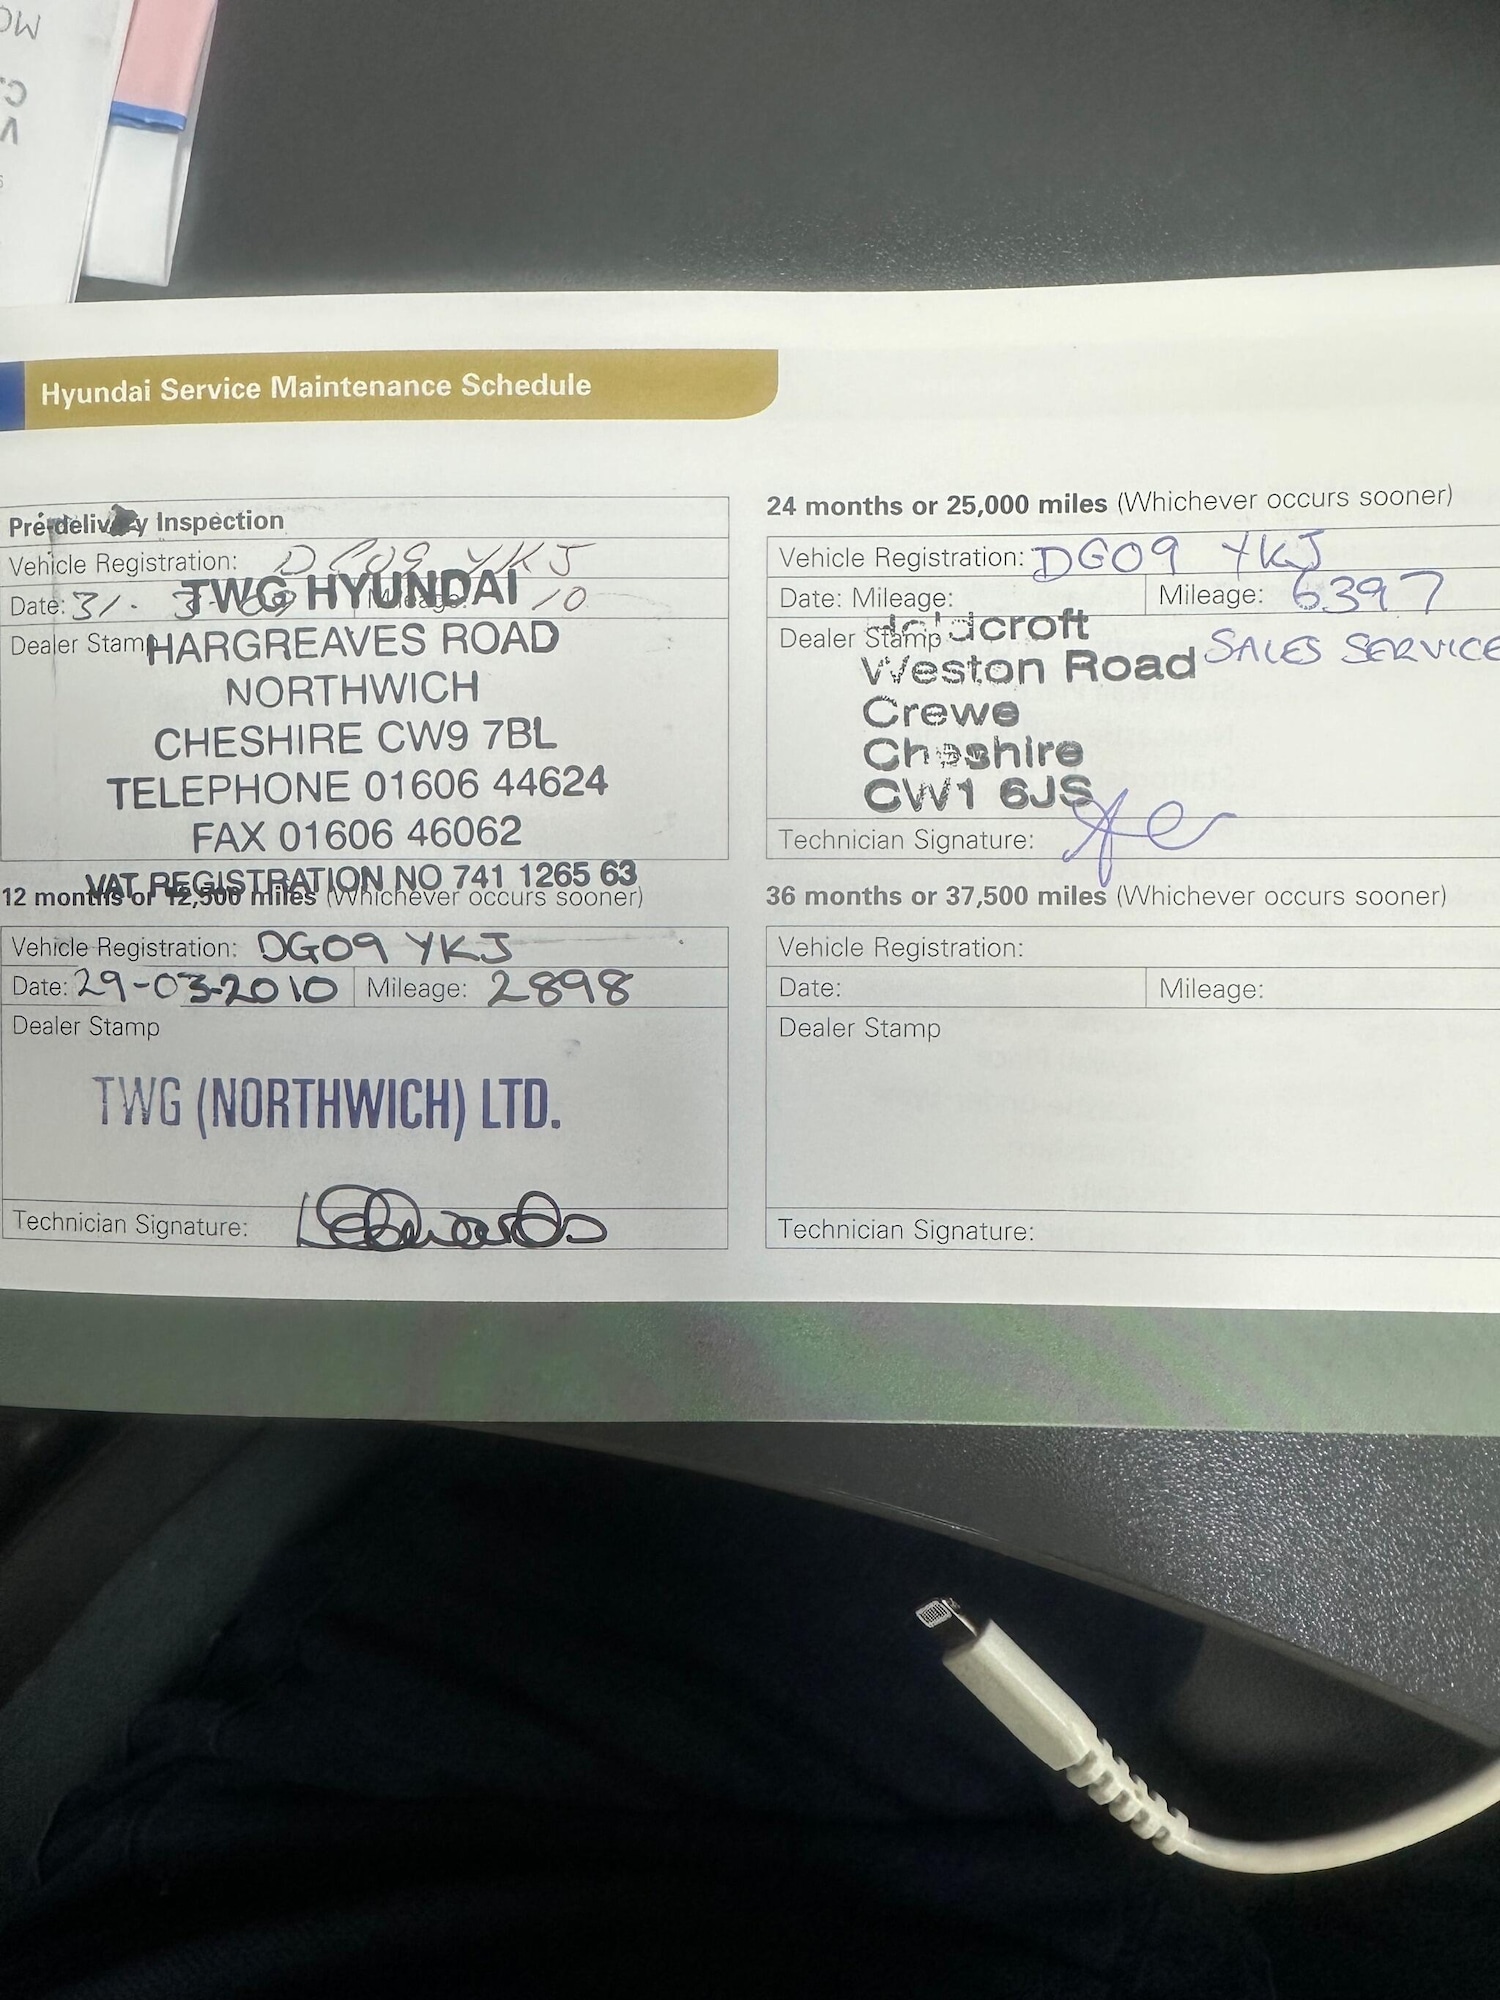 Hyundai Service Maintenance Schedule
Pre-delivery Inspection
Vehicle Registration: DG09 YKJ
Date: 31. 3. 09 Mileage: 10
Dealer Stamp
TWG HYUNDAI
HARGREAVES ROAD
NORTHWICH
CHESHIRE CW9 7BL
TELEPHONE 01606 44624
FAX 01606 46062
VAT REGISTRATION NO 741 1265 63
12 months or 12,500 miles (Whichever occurs sooner)
Vehicle Registration: DG09 YKJ
Date: 29-03-2010 Mileage: 2898
Dealer Stamp
TWG (NORTHWICH) LTD.
Technician Signature:
24 months or 25,000 miles (Whichever occurs sooner)
Vehicle Registration: DG09 YKJ
Date: Mileage: Mileage: 6397
Dealer Stamp
SALES SERVICE
Weston Road
Crewe
Cheshire
CW1 6JS
Technician Signature:
36 months or 37,500 miles (Whichever occurs sooner)
Vehicle Registration:
Date: Mileage:
Dealer Stamp
Technician Signature: